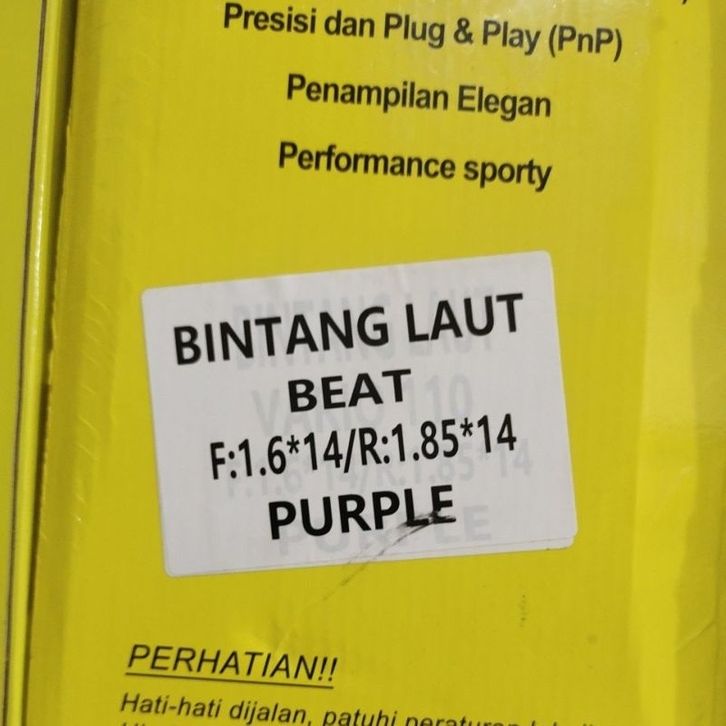 Presisi dan Plug & Play (PnP)
Penampilan Elegan
Performance sporty
BINTANG LAUT
BEAT
F:1.6*14/R:1.85*14
PURPLE
PERHATIAN!!
Hati-hati dijalan, patuhi